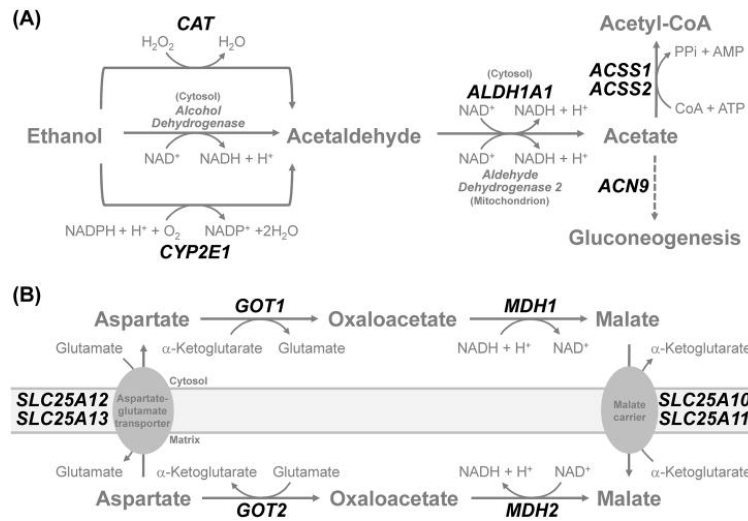 (A)
CAT
H₂O₂ H₂O
(Cytosol)
Alcohol
Dehydrogenase
Ethanol
NAD⁺ NADH + H⁺
Acetaldehyde
NADPH + H⁺ + O₂ NADP⁺ +2H₂O
CYP2E1
(Cytosol)
ALDH1A1
NAD⁺ NADH + H⁺
NAD⁺ NADH + H⁺
Aldehyde
Dehydrogenase 2
(Mitochondrion)
Acetyl-CoA
PPi + AMP
ACSS1
ACSS2
CoA + ATP
Acetate
ACN9
Gluconeogenesis
(B)
Aspartate GOT1 Oxaloacetate MDH1 Malate
Glutamate α-Ketoglutarate Glutamate NADH + H⁺ NAD⁺ α-Ketoglutarate
Cytosol
SLC25A12
SLC25A13
Aspartate-
glutamate
transporter
Malate
carrier
SLC25A10
SLC25A11
Matrix
Glutamate α-Ketoglutarate Glutamate NADH + H⁺ NAD⁺ α-Ketoglutarate
Aspartate GOT2 Oxaloacetate MDH2 Malate